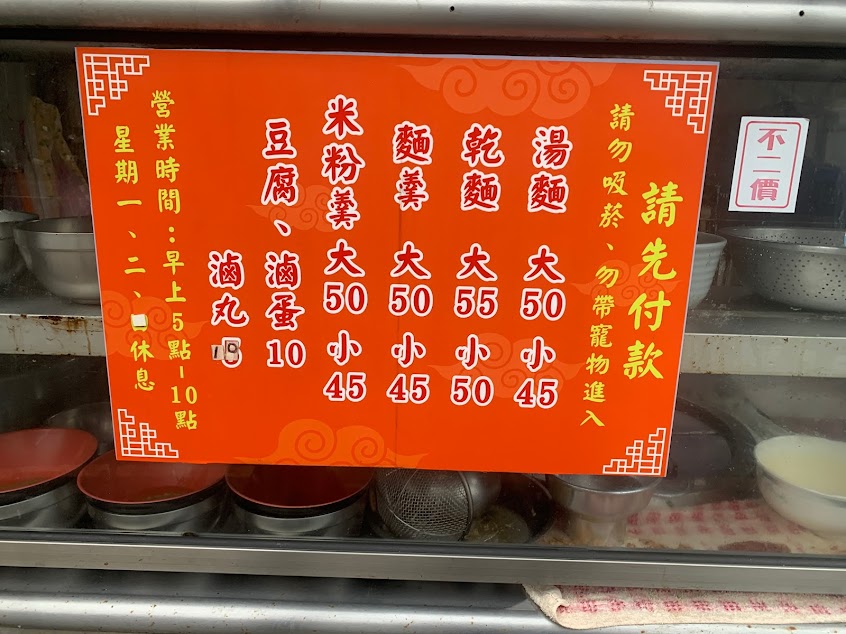 請先付款
請勿吸菸、勿帶寵物進入
湯麵 大50 小45
乾麵 大55 小50
麵羹 大50 小45
米粉羹 大50 小45
豆腐、滷蛋 10
滷丸 10
營業時間:早上5點-10點
星期一、二、休息
不二價